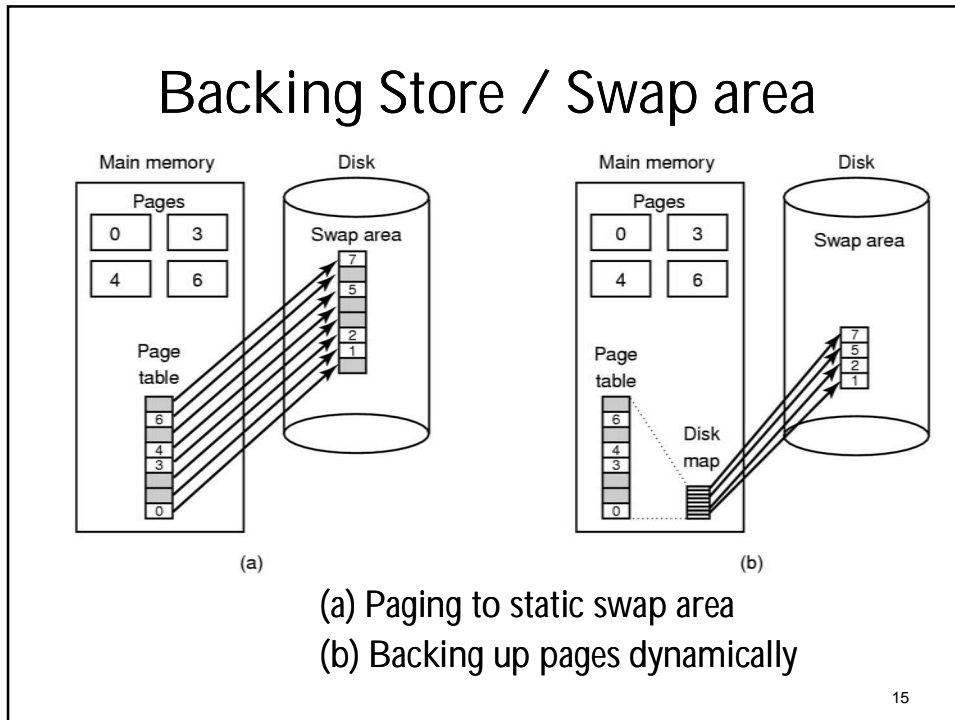 Backing Store / Swap area
Main memory
Disk
Pages
0 3
4 6
Swap area
7
5
2
1
Page
table
6
4
3
0
(a)
Main memory
Disk
Pages
0 3
4 6
Swap area
7
5
2
1
Page
table
6
4
3
0
Disk
map
(b)
(a) Paging to static swap area
(b) Backing up pages dynamically
15